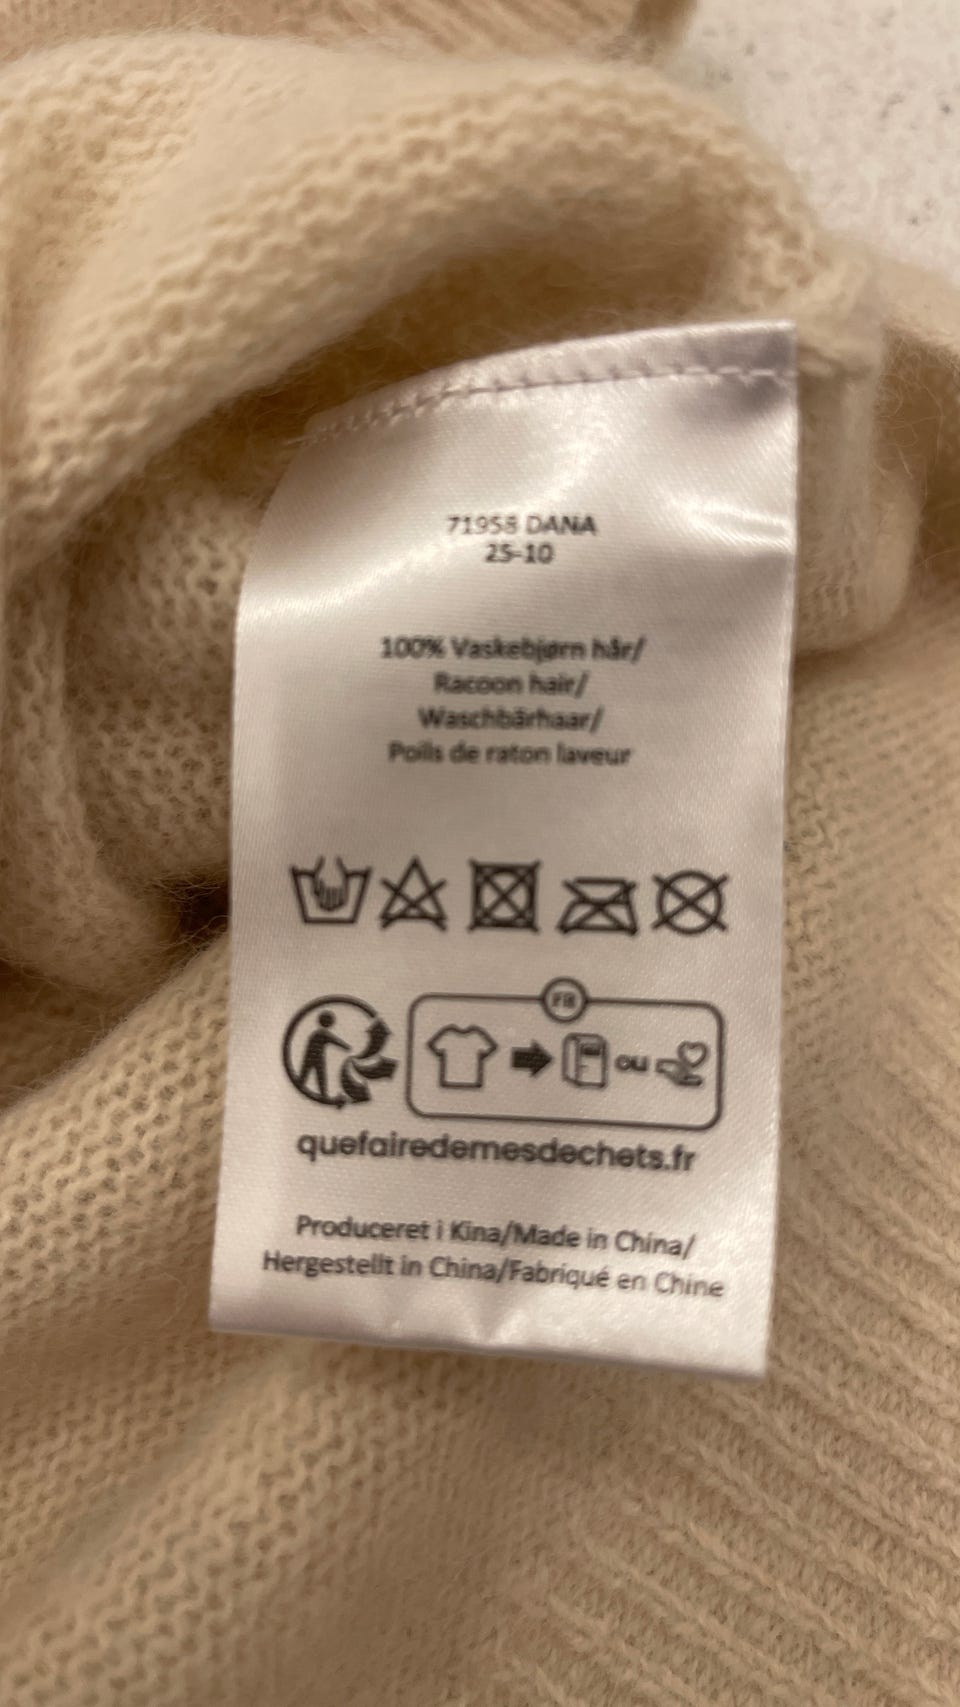 71958 DANA
25-10
100% Vaskebjørn hår/
Racoon hair/
Waschbärhaar/
Poils de raton laveur
FR
ou
quefairedemesdechets.fr
Produceret i Kina/Made in China/
Hergestellt in China/Fabriqué en Chine